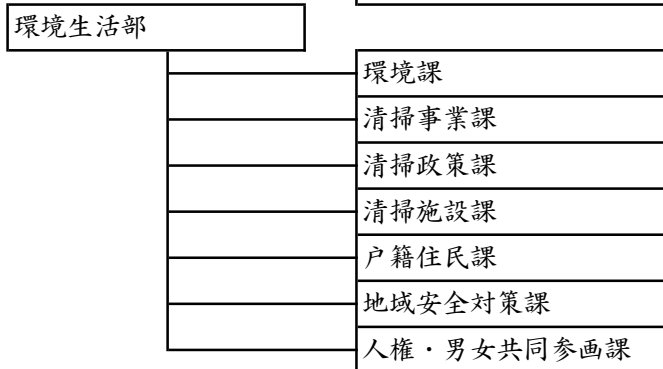 環境生活部
環境課
清掃事業課
清掃政策課
清掃施設課
戸籍住民課
地域安全対策課
人権・男女共同参画課